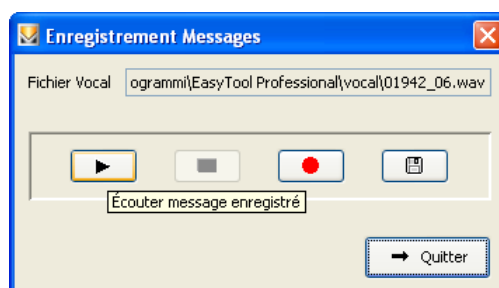 Enregistrement Messages
Fichier Vocal ogrammi\EasyTool Professional\vocal\01942_06.wav
Écouter message enregistré
Quitter